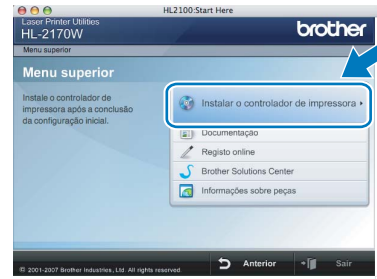 HL2100:Start Here
Laser Printer Utilities
HL-2170W
brother
Menu superior
Menu superior
Instale o controlador de
impressora após a conclusão
da configuração inicial.
Instalar o controlador de impressora
Documentação
Registo online
Brother Solutions Center
Informações sobre peças
Anterior
Sair
© 2001-2007 Brother Industries, Ltd. All rights reserved.